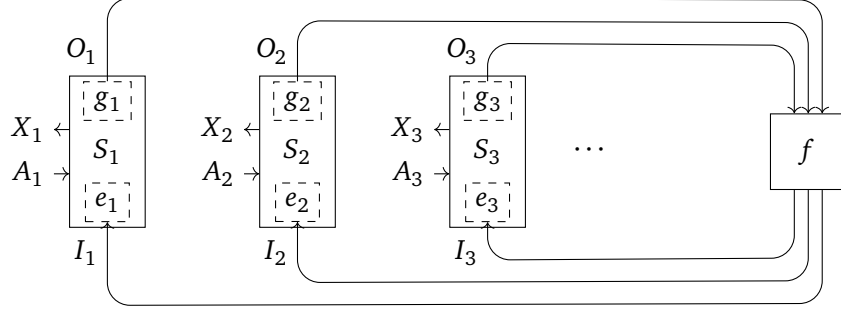 O₁ O₂ O₃
g₁ g₂ g₃
X₁ X₂ X₃
S₁ S₂ S₃ ... f
A₁ A₂ A₃
e₁ e₂ e₃
I₁ I₂ I₃